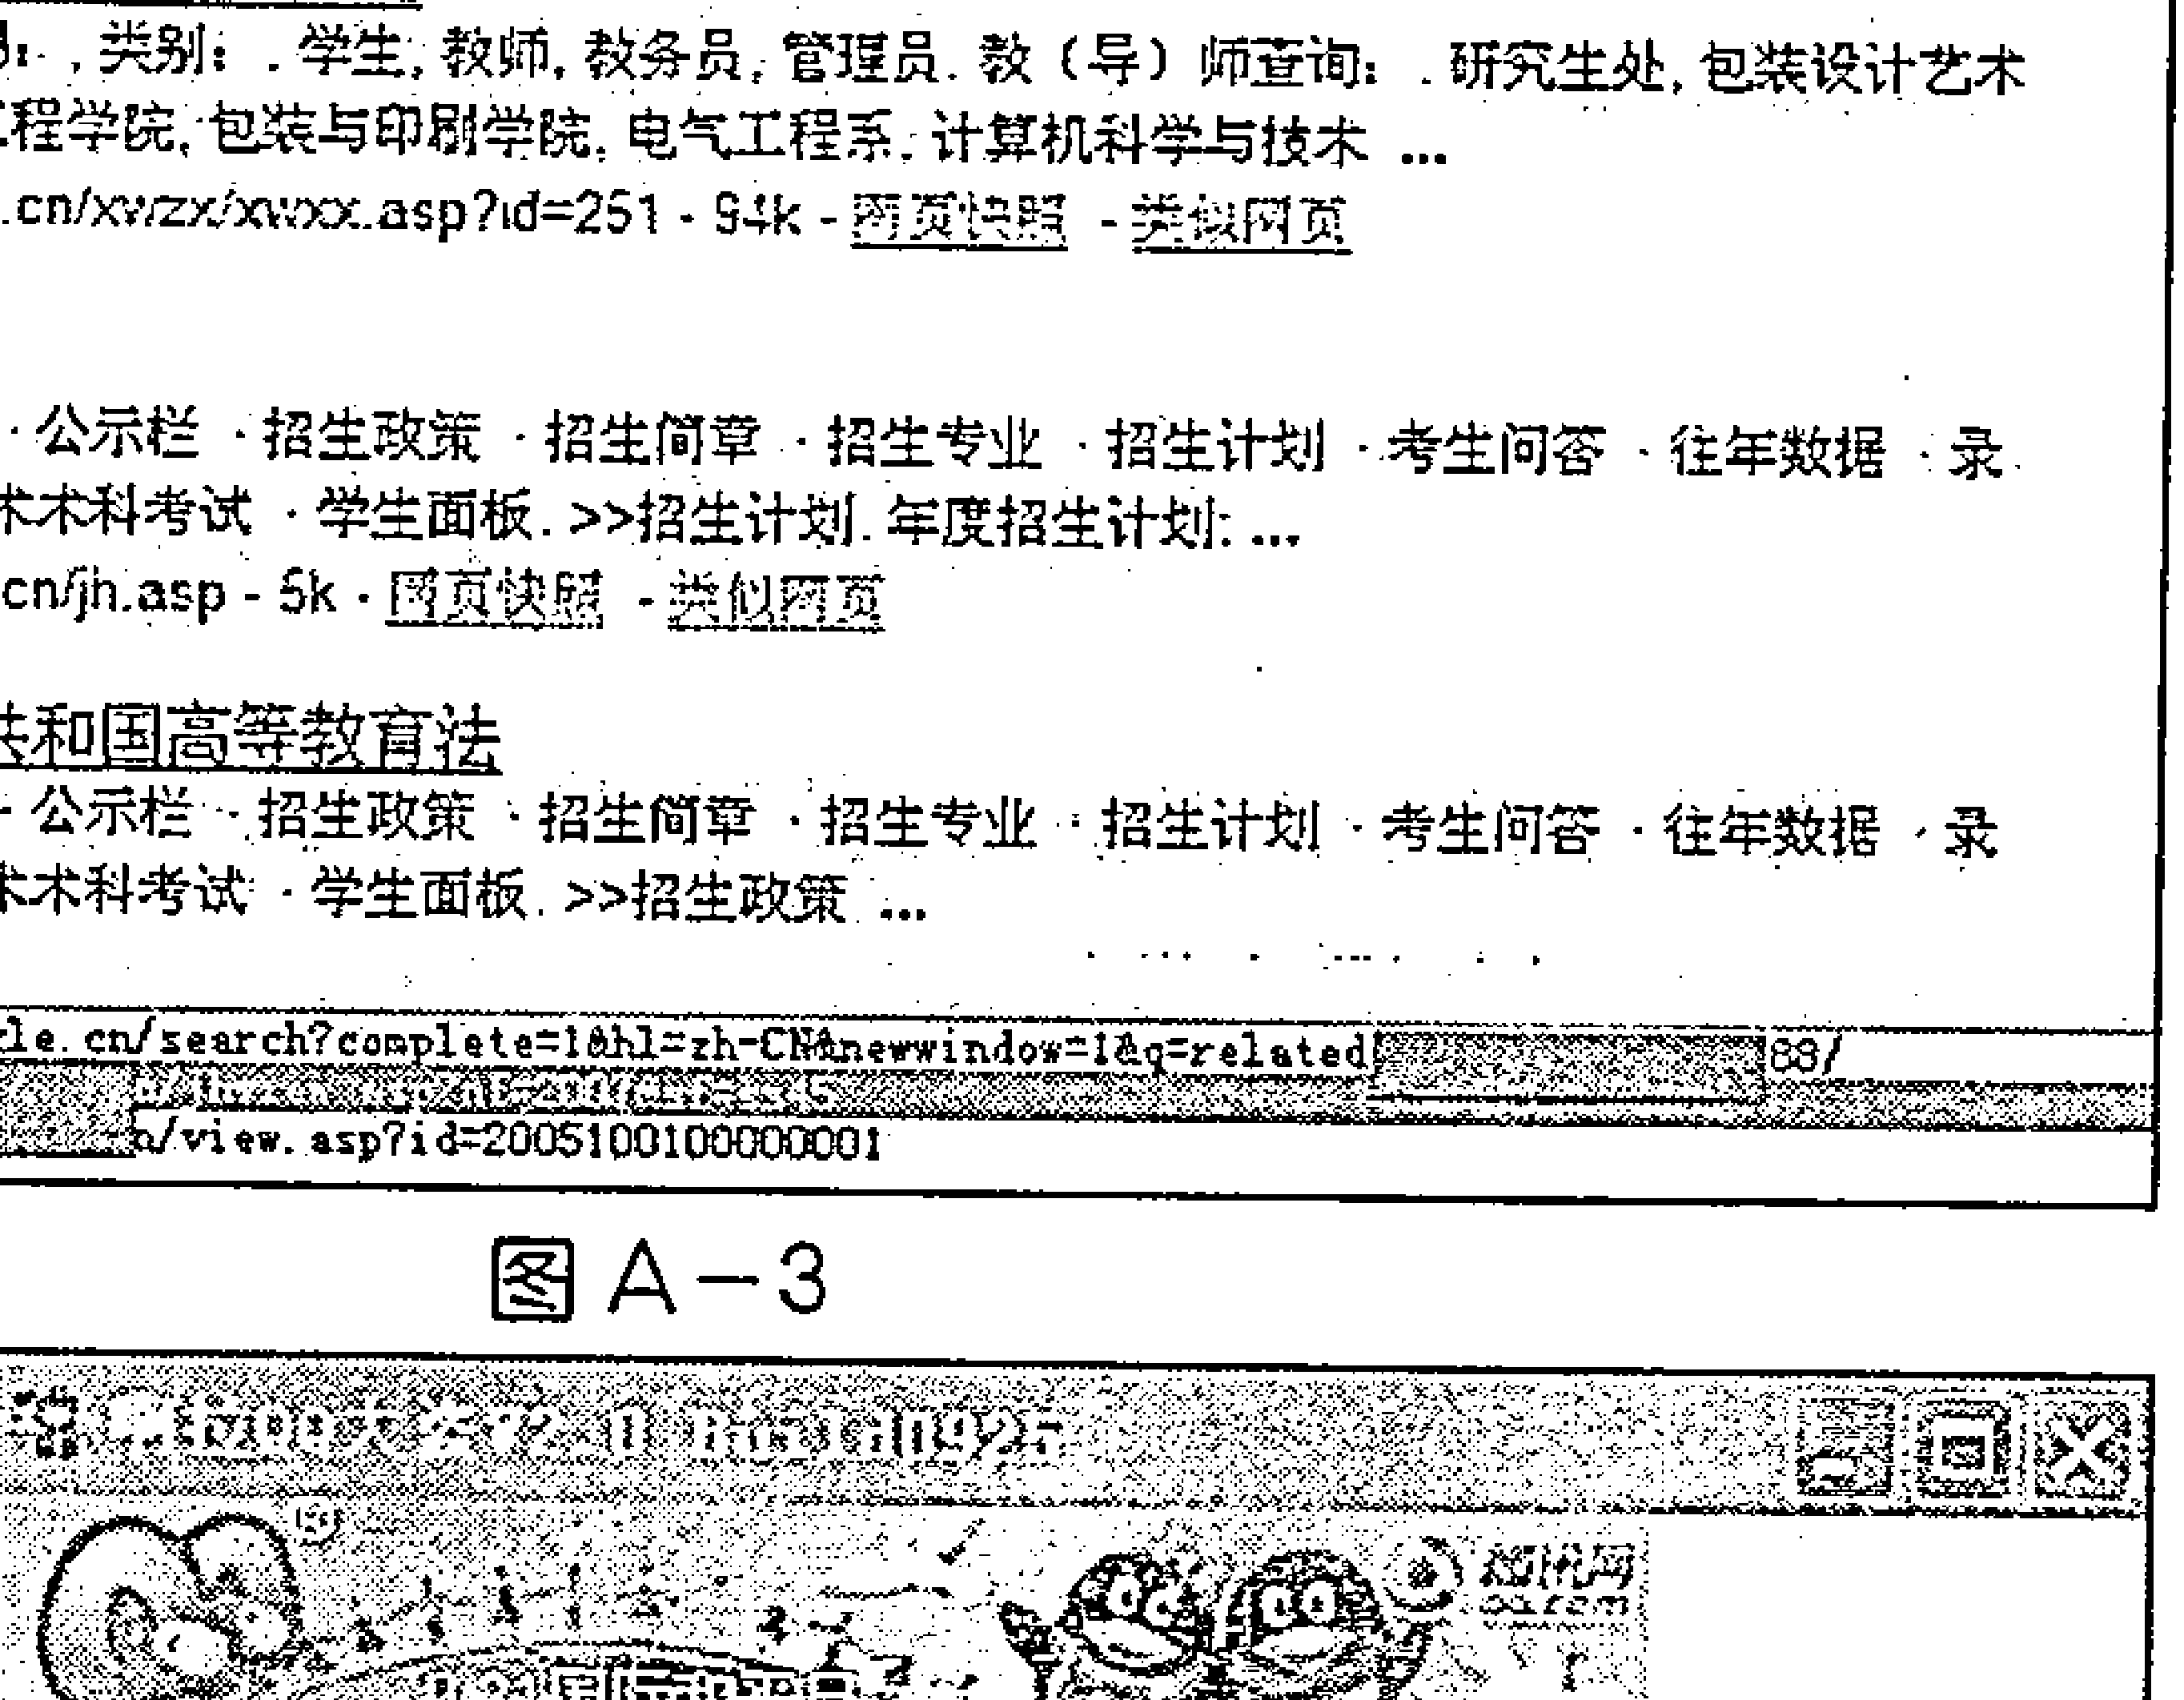 : , 类别: . 学生, 教师, 教务员, 管理员. 教（导）师查询: . 研究生处, 包装设计艺术
工程学院, 包装与印刷学院, 电气工程系, 计算机科学与技术 ...
.cn/xwzx/xwxx.asp?id=251 - 94k - 网页快照 - 类似网页
· 公示栏 · 招生政策 · 招生简章 · 招生专业 · 招生计划 · 考生问答 · 往年数据 · 录
术术科考试 · 学生面板. >>招生计划. 年度招生计划: ...
cn/jh.asp - 5k - 网页快照 - 类似网页
共和国高等教育法
· 公示栏 · 招生政策 · 招生简章 · 招生专业 · 招生计划 · 考生问答 · 往年数据 · 录
术术科考试 · 学生面板. >>招生政策 ...
gle.cn/search?complete=1&hl=zh-CN&newwindow=1&q=related
88/
n/view.asp?id=2005100100000001
图 A-3